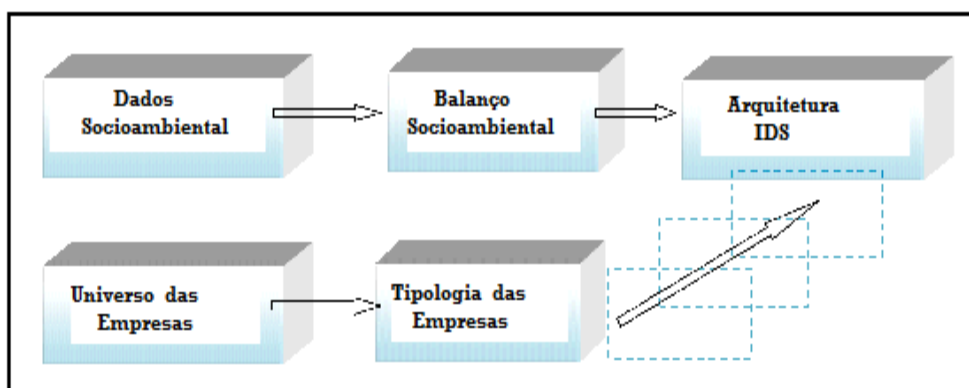 Dados
Socioambiental
Balanço
Socioambiental
Arquitetura
IDS
Universo das
Empresas
Tipologia das
Empresas